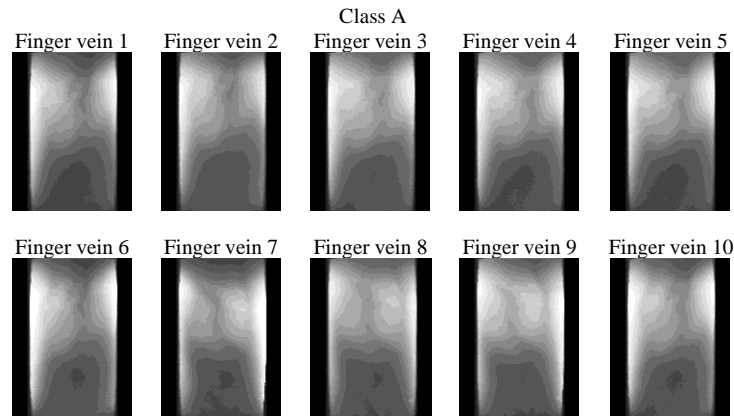 Class A
Finger vein 1 Finger vein 2 Finger vein 3 Finger vein 4 Finger vein 5
Finger vein 6 Finger vein 7 Finger vein 8 Finger vein 9 Finger vein 10